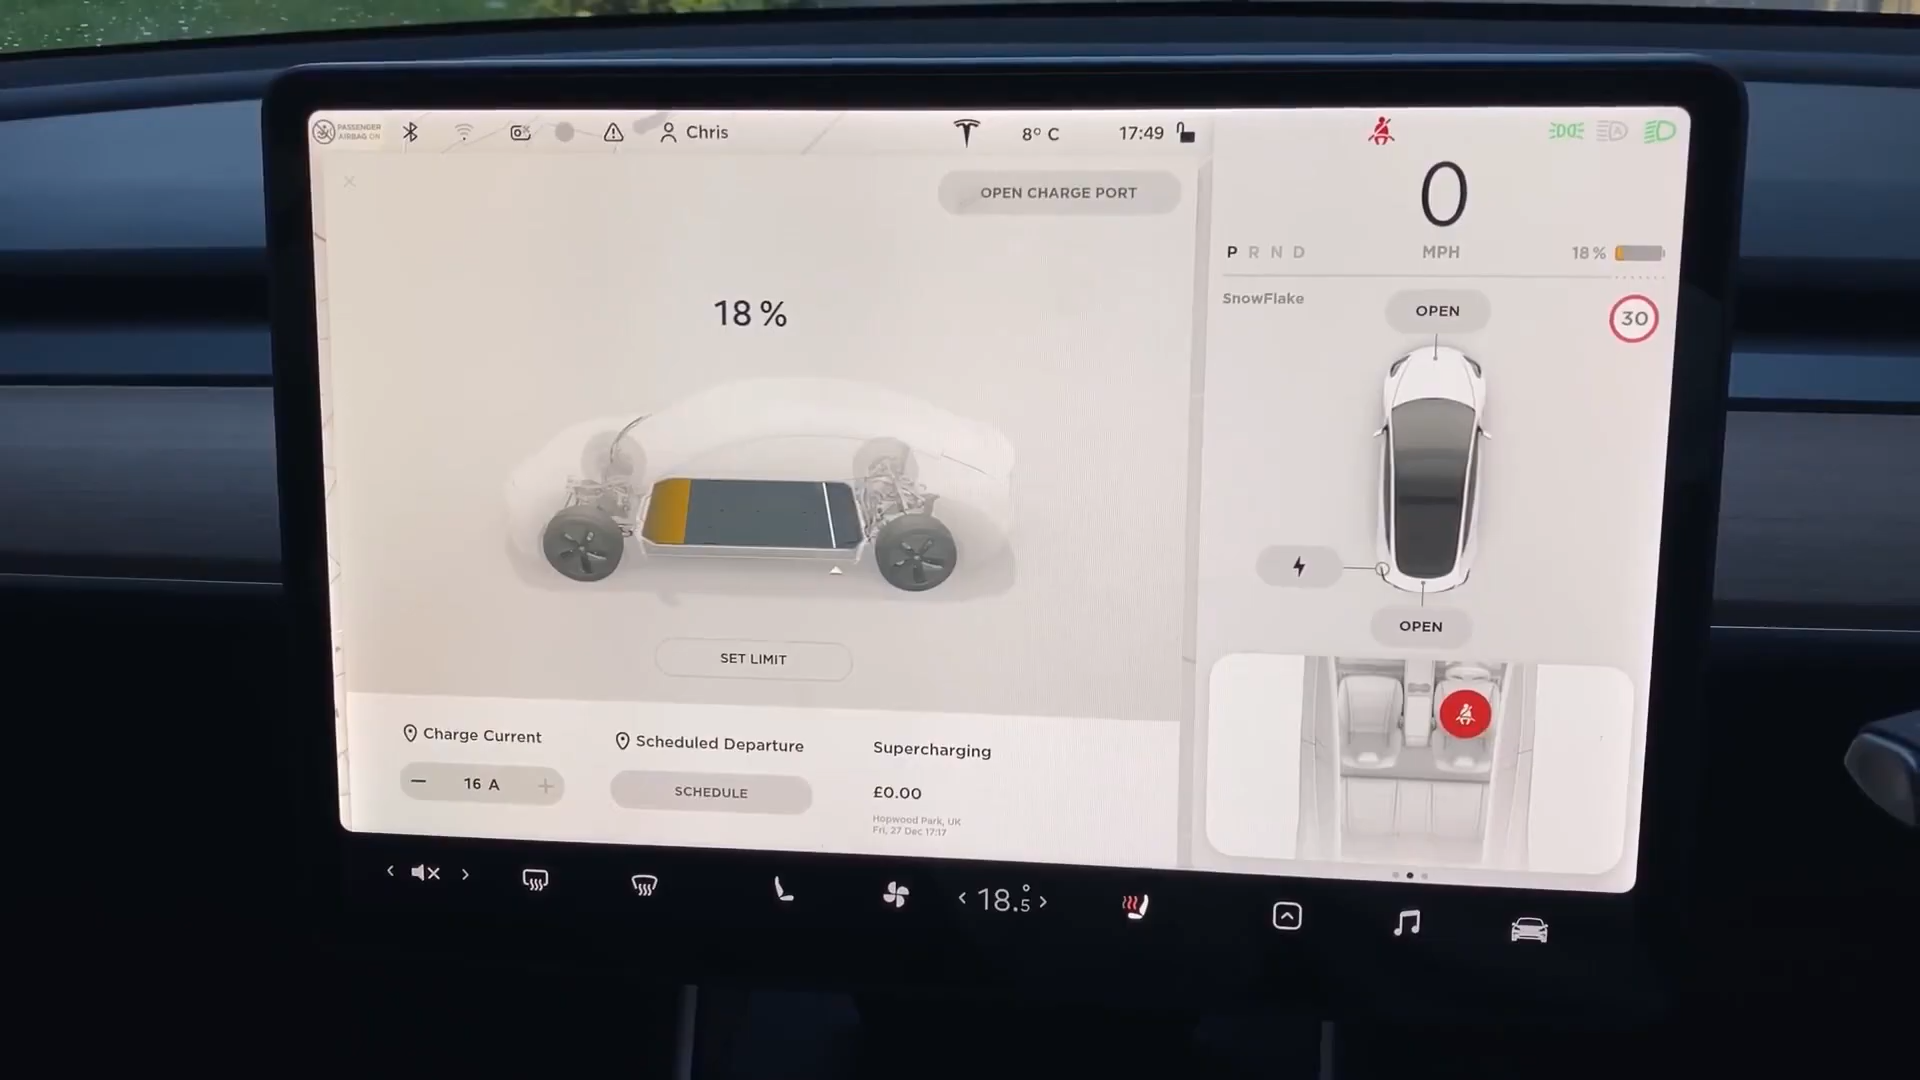 PASSENGER
AIRBAG ON
Chris
8° C
17:49
OPEN CHARGE PORT
18 %
SET LIMIT
Charge Current
16 A
Scheduled Departure
SCHEDULE
Supercharging
£0.00
Hopwood Park, UK
Fri, 27 Dec 17:17
0
MPH
P R N D
18 %
SnowFlake
OPEN
30
OPEN
18.5°